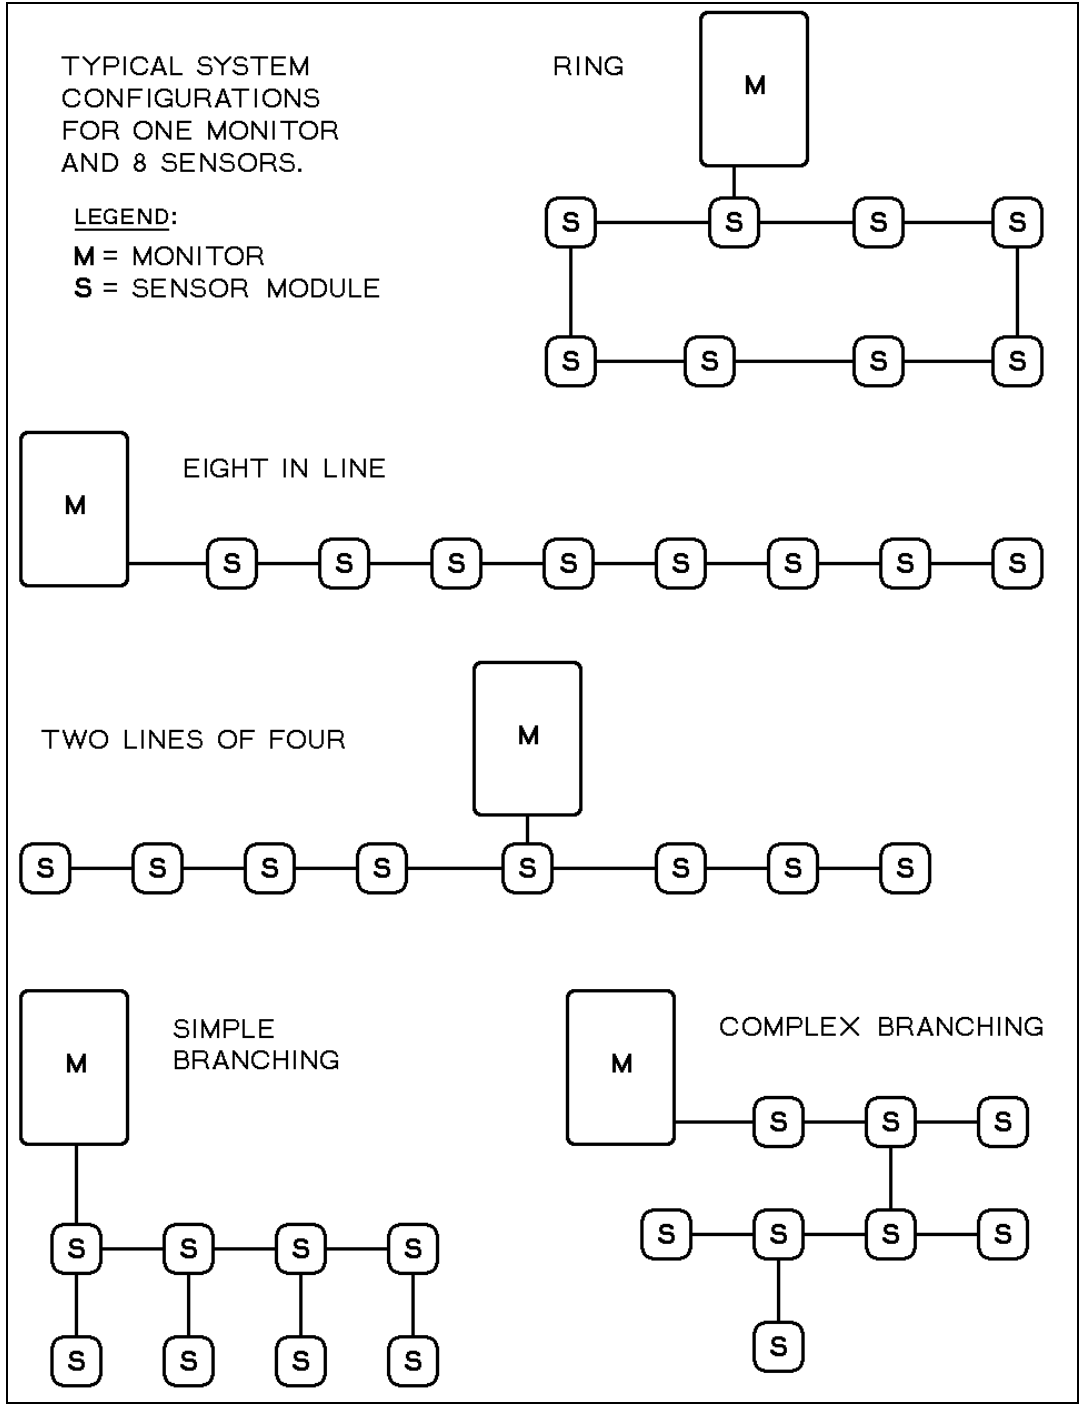 TYPICAL SYSTEM
CONFIGURATIONS
FOR ONE MONITOR
AND 8 SENSORS.
LEGEND:
M = MONITOR
S = SENSOR MODULE
RING
M
S S S S
S S S S
EIGHT IN LINE
M
S S S S S S S S
TWO LINES OF FOUR
M
S S S S S S S S
SIMPLE
BRANCHING
M
S S S S
S S S S
COMPLEX BRANCHING
M
S S S
S S S S
S